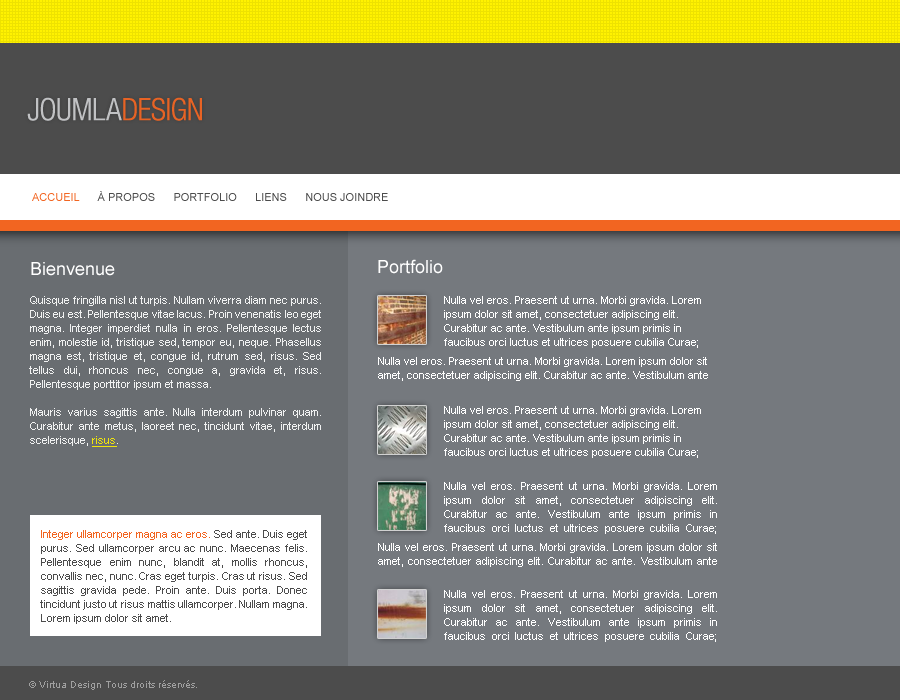 JOUMLADESIGN
ACCUEIL À PROPOS PORTFOLIO LIENS NOUS JOINDRE
Bienvenue
Quisque fringilla nisl ut turpis. Nullam viverra diam nec purus.
Duis eu est. Pellentesque vitae lacus. Proin venenatis leo eget
magna. Integer imperdiet nulla in eros. Pellentesque lectus
enim, molestie id, tristique sed, tempor eu, neque. Phasellus
magna est, tristique et, congue id, rutrum sed, risus. Sed
tellus dui, rhoncus nec, congue a, gravida et, risus.
Pellentesque porttitor ipsum et massa.
Mauris varius sagittis ante. Nulla interdum pulvinar quam.
Curabitur ante metus, laoreet nec, tincidunt vitae, interdum
scelerisque, risus.
Integer ullamcorper magna ac eros. Sed ante. Duis eget
purus. Sed ullamcorper arcu ac nunc. Maecenas felis.
Pellentesque enim nunc, blandit at, mollis rhoncus,
convallis nec, nunc. Cras eget turpis. Cras ut risus. Sed
sagittis gravida pede. Proin ante. Duis porta. Donec
tincidunt justo ut risus mattis ullamcorper. Nullam magna.
Lorem ipsum dolor sit amet.
Portfolio
Nulla vel eros. Praesent ut urna. Morbi gravida. Lorem
ipsum dolor sit amet, consectetuer adipiscing elit.
Curabitur ac ante. Vestibulum ante ipsum primis in
faucibus orci luctus et ultrices posuere cubilia Curae;
Nulla vel eros. Praesent ut urna. Morbi gravida. Lorem ipsum dolor sit
amet, consectetuer adipiscing elit. Curabitur ac ante. Vestibulum ante
Nulla vel eros. Praesent ut urna. Morbi gravida. Lorem
ipsum dolor sit amet, consectetuer adipiscing elit.
Curabitur ac ante. Vestibulum ante ipsum primis in
faucibus orci luctus et ultrices posuere cubilia Curae;
Nulla vel eros. Praesent ut urna. Morbi gravida. Lorem
ipsum dolor sit amet, consectetuer adipiscing elit.
Curabitur ac ante. Vestibulum ante ipsum primis in
faucibus orci luctus et ultrices posuere cubilia Curae;
Nulla vel eros. Praesent ut urna. Morbi gravida. Lorem ipsum dolor sit
amet, consectetuer adipiscing elit. Curabitur ac ante. Vestibulum ante
Nulla vel eros. Praesent ut urna. Morbi gravida. Lorem
ipsum dolor sit amet, consectetuer adipiscing elit.
Curabitur ac ante. Vestibulum ante ipsum primis in
faucibus orci luctus et ultrices posuere cubilia Curae;
© Virtua Design Tous droits réservés.